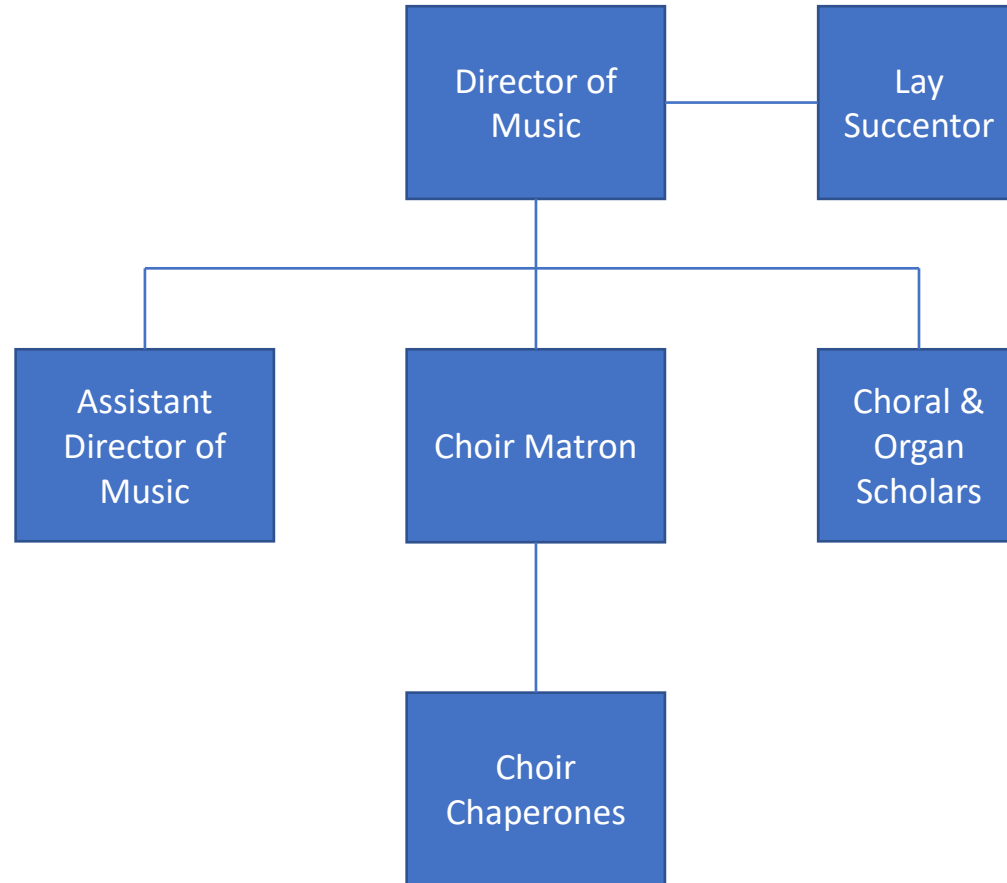 Director of
Music
Lay
Succentor
Assistant
Director of
Music
Choir Matron
Choral &
Organ
Scholars
Choir
Chaperones